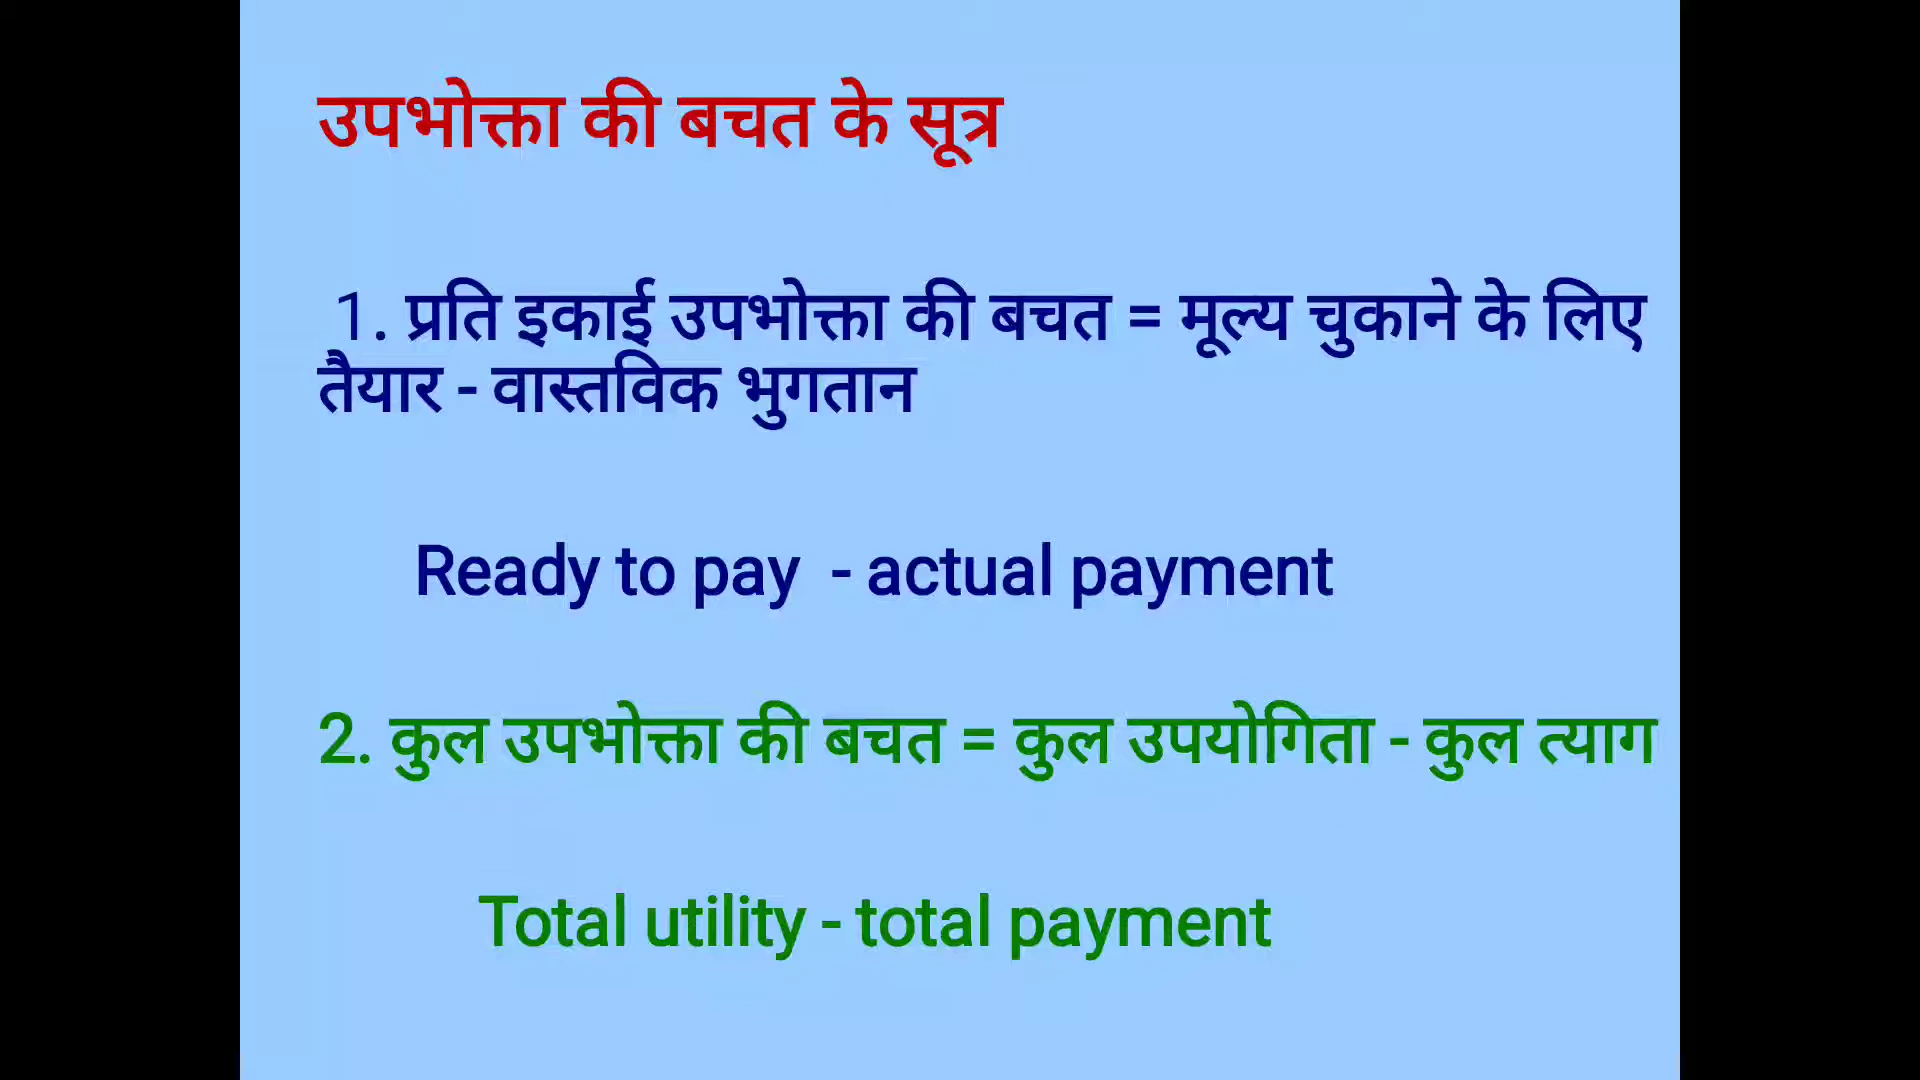 उपभोक्ता की बचत के सूत्र
1. प्रति इकाई उपभोक्ता की बचत = मूल्य चुकाने के लिए
तैयार - वास्तविक भुगतान
Ready to pay - actual payment
2. कुल उपभोक्ता की बचत = कुल उपयोगिता - कुल त्याग
Total utility - total payment